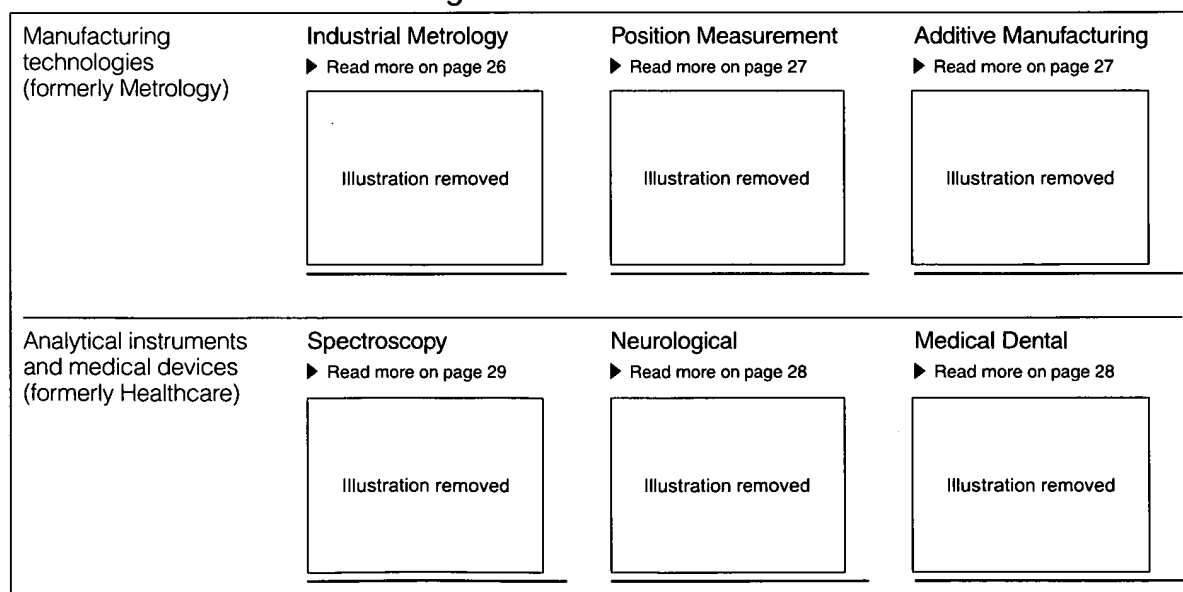 Manufacturing
technologies
(formerly Metrology)
Industrial Metrology
▶ Read more on page 26
Illustration removed
Position Measurement
▶ Read more on page 27
Illustration removed
Additive Manufacturing
▶ Read more on page 27
Illustration removed
Analytical instruments
and medical devices
(formerly Healthcare)
Spectroscopy
▶ Read more on page 29
Illustration removed
Neurological
▶ Read more on page 28
Illustration removed
Medical Dental
▶ Read more on page 28
Illustration removed